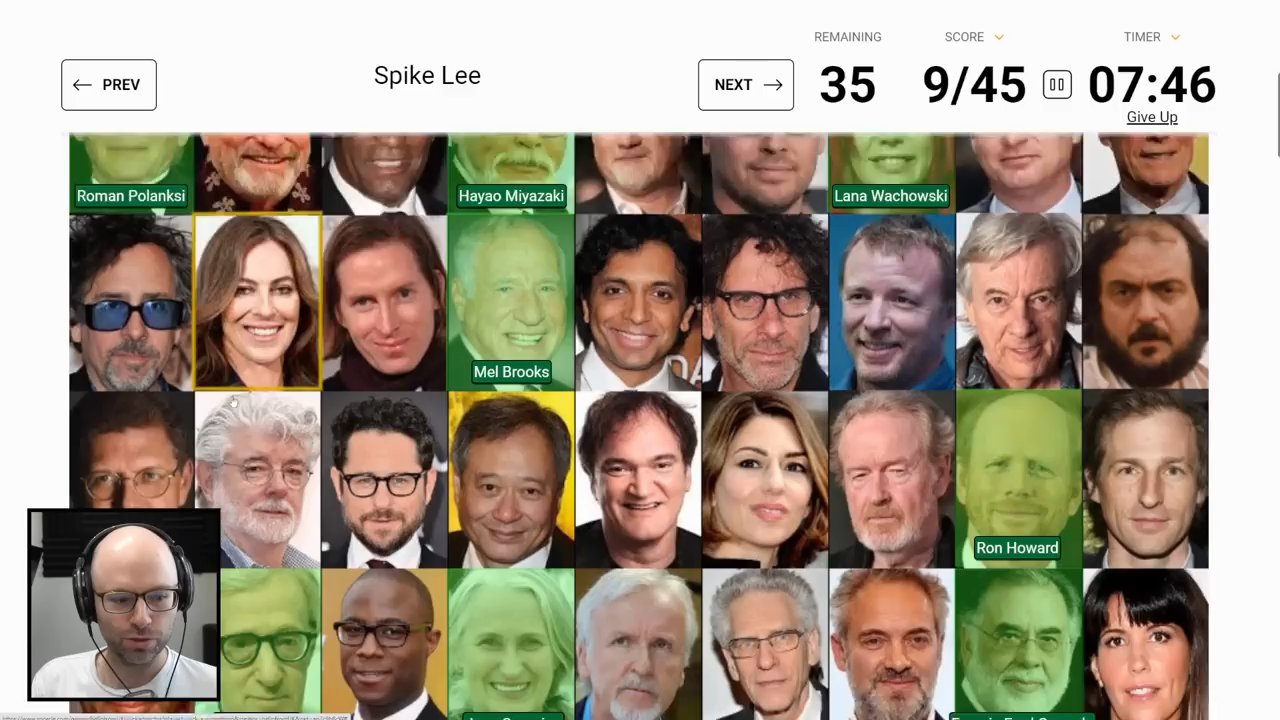 REMAINING
SCORE
TIMER
PREV
Spike Lee
NEXT
35
9/45
07:46
Give Up
Roman Polanksi
Hayao Miyazaki
Lana Wachowski
Mel Brooks
Ron Howard